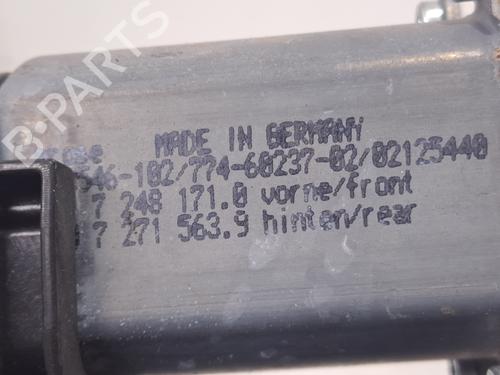 MADE IN GERMANY
546-102/774-60237-02/02125440
7 248 171.0 vorne/front
7 271 563.9 hinten/rear